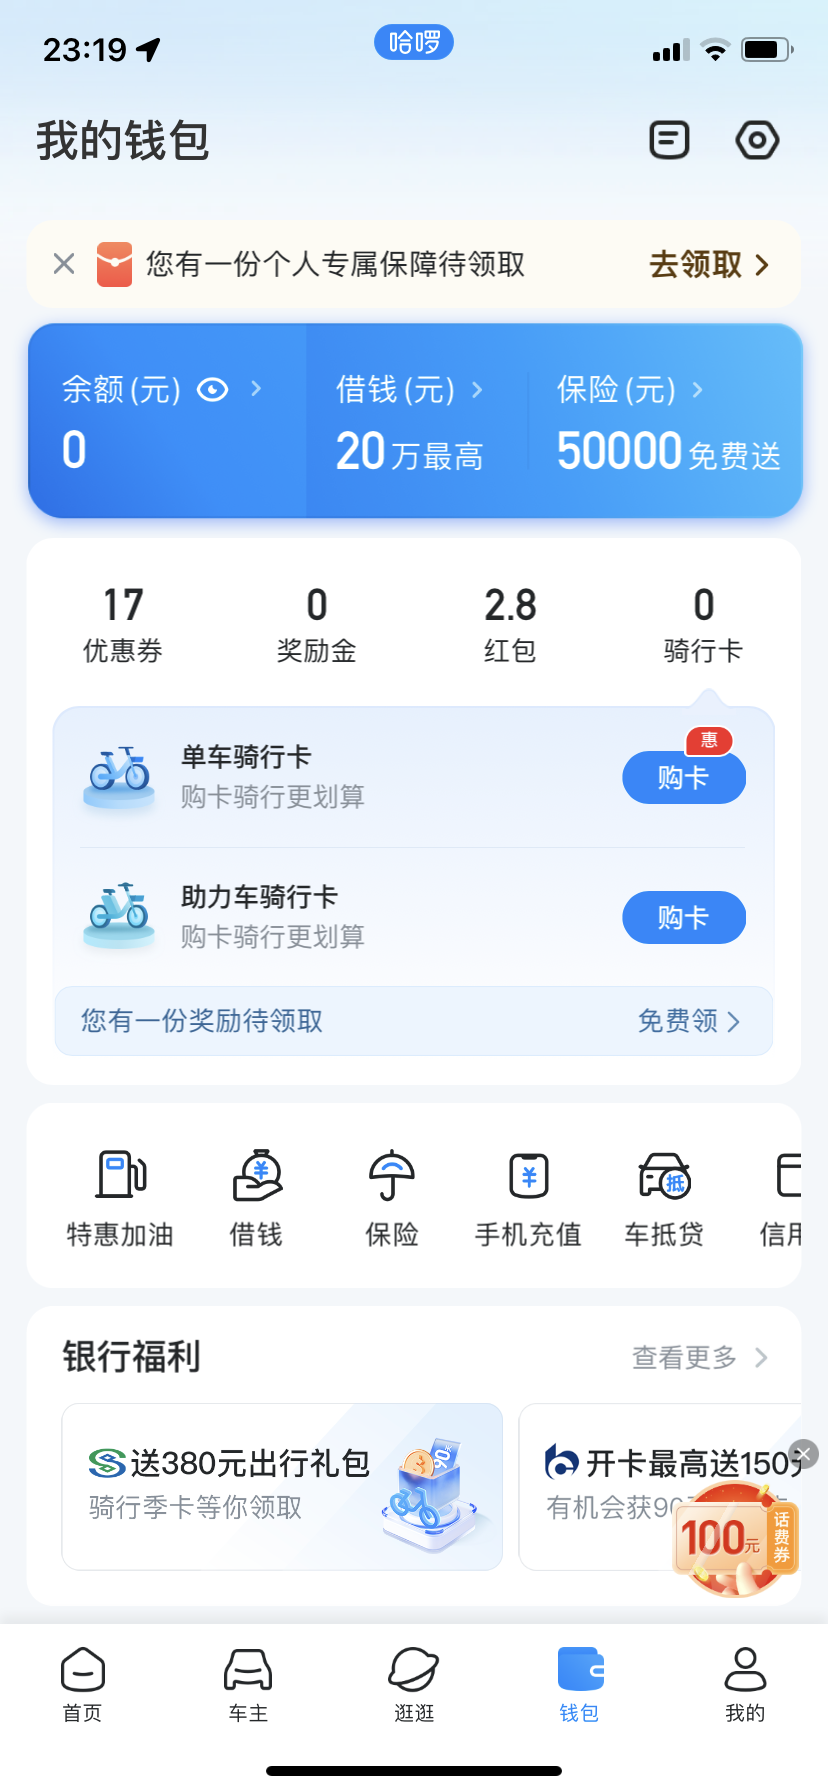 23:19
哈啰
我的钱包
您有一份个人专属保障待领取
去领取
余额(元)
借钱(元)
保险(元)
0
20万最高
50000免费送
17
0
2.8
0
优惠券
奖励金
红包
骑行卡
单车骑行卡
购卡骑行更划算
惠
购卡
助力车骑行卡
购卡骑行更划算
购卡
您有一份奖励待领取
免费领
¥
¥
抵
特惠加油
借钱
保险
手机充值
车抵贷
信用
银行福利
查看更多
送380元出行礼包
骑行季卡等你领取
开卡最高送150元
有机会获90
100元
话费券
首页
车主
逛逛
钱包
我的